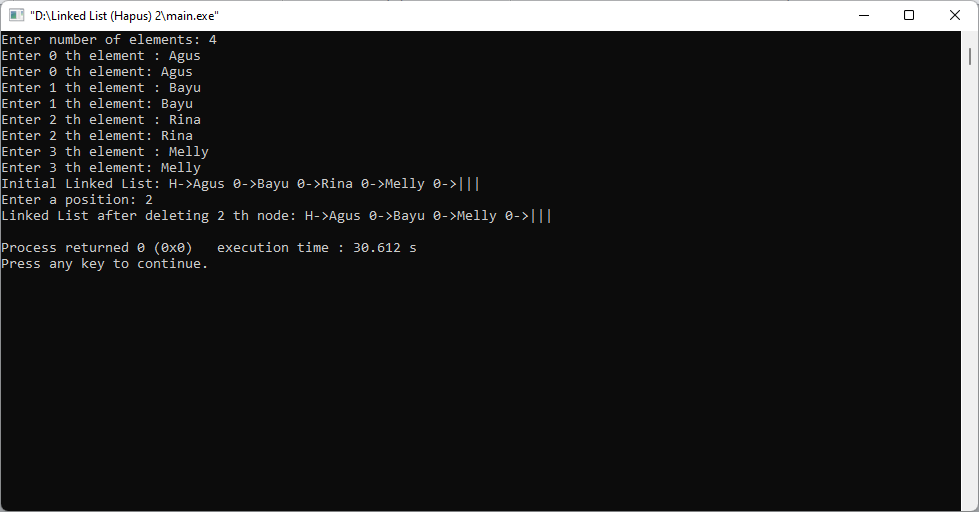 "D:\Linked List (Hapus) 2\main.exe"
Enter number of elements: 4
Enter 0 th element : Agus
Enter 0 th element: Agus
Enter 1 th element : Bayu
Enter 1 th element: Bayu
Enter 2 th element : Rina
Enter 2 th element: Rina
Enter 3 th element : Melly
Enter 3 th element: Melly
Initial Linked List: H->Agus 0->Bayu 0->Rina 0->Melly 0->|||
Enter a position: 2
Linked List after deleting 2 th node: H->Agus 0->Bayu 0->Melly 0->|||
Process returned 0 (0x0)   execution time : 30.612 s
Press any key to continue.